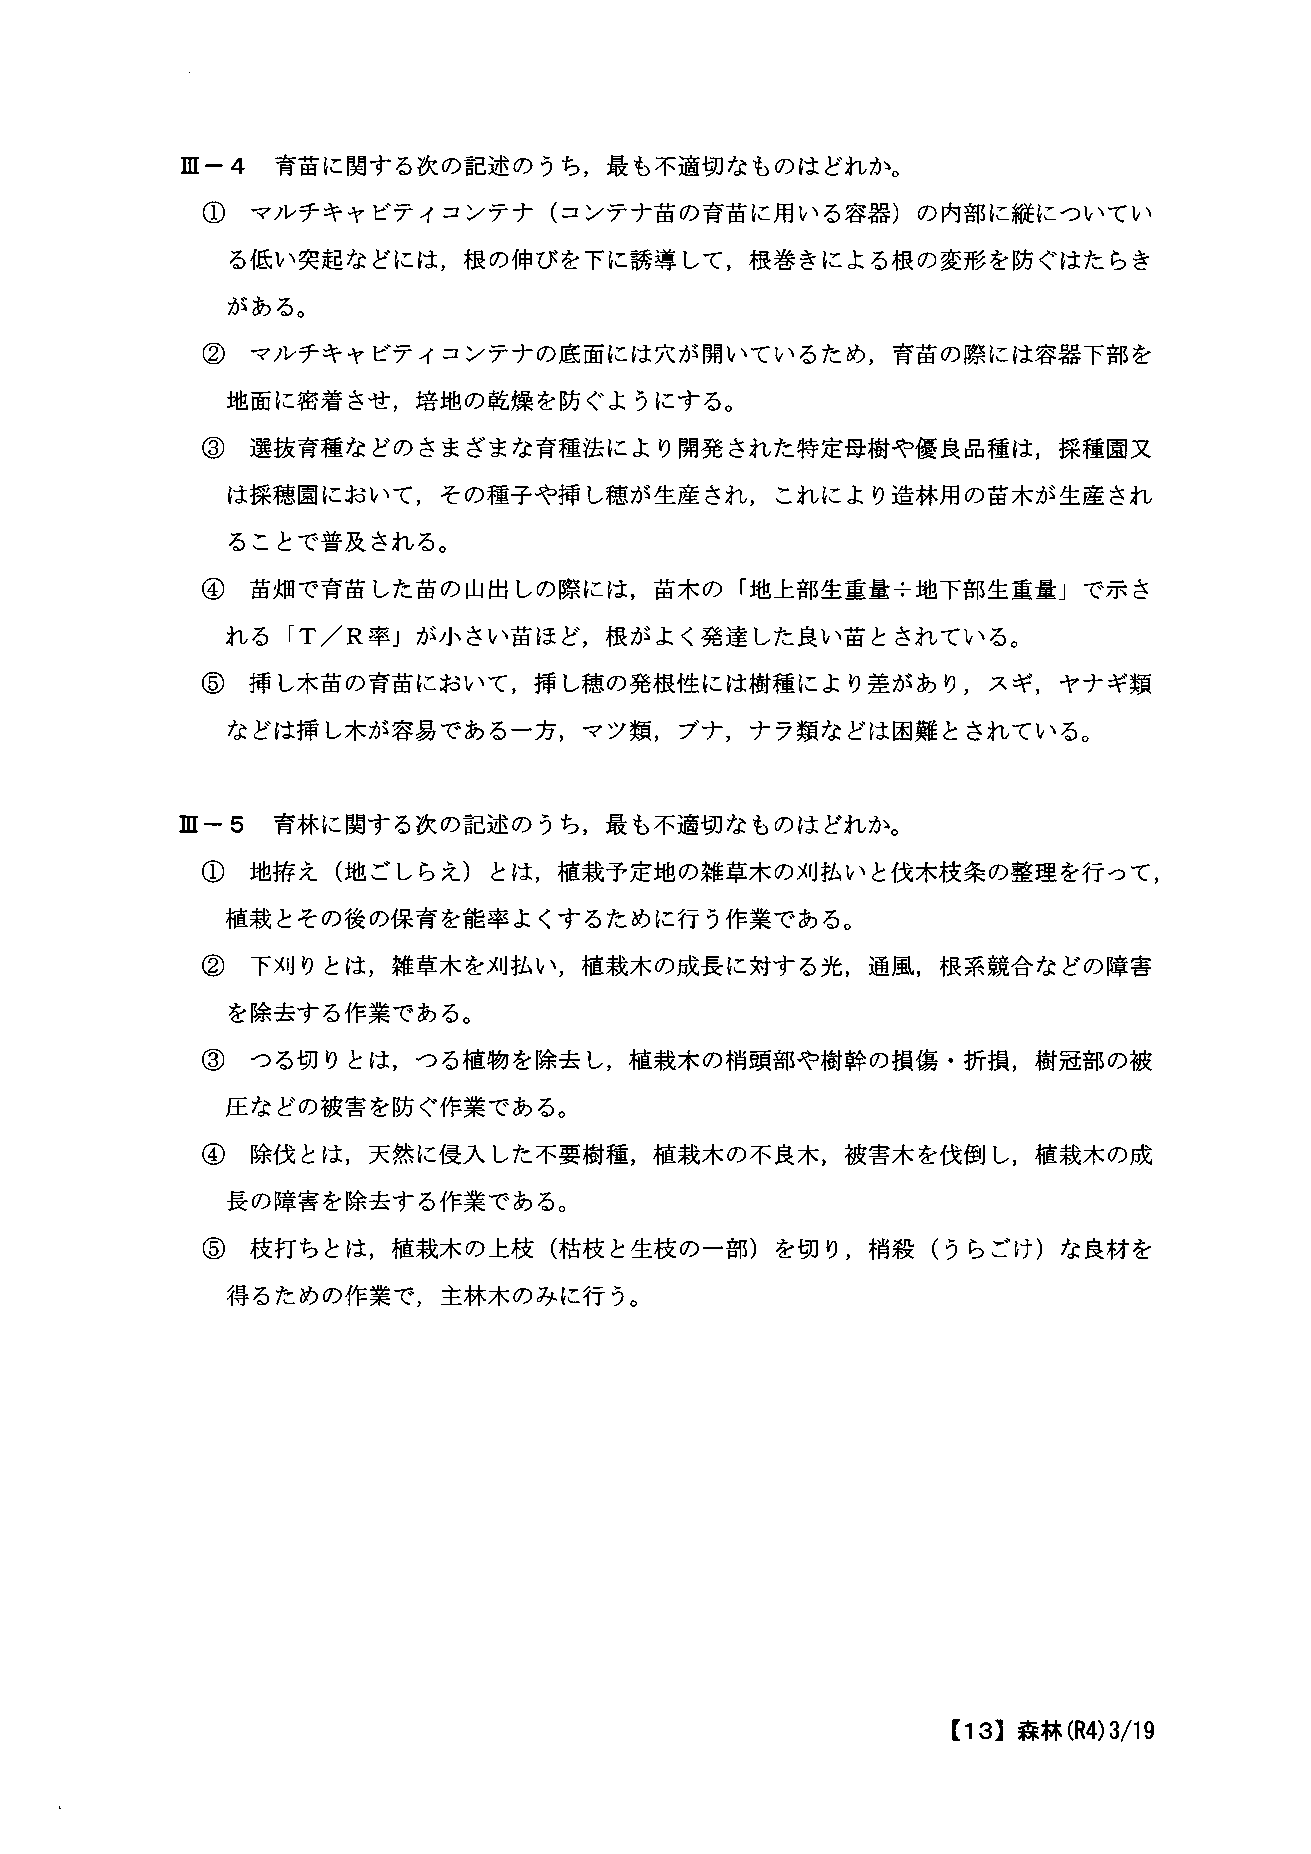 Ⅲ－４　育苗に関する次の記述のうち，最も不適切なものはどれか。
①　マルチキャビティコンテナ（コンテナ苗の育苗に用いる容器）の内部に縦についてい
る低い突起などには，根の伸びを下に誘導して，根巻きによる根の変形を防ぐはたらき
がある。
②　マルチキャビティコンテナの底面には穴が開いているため，育苗の際には容器下部を
地面に密着させ，培地の乾燥を防ぐようにする。
③　選抜育種などのさまざまな育種法により開発された特定母樹や優良品種は，採種園又
は採穂園において，その種子や挿し穂が生産され，これにより造林用の苗木が生産され
ることで普及される。
④　苗畑で育苗した苗の山出しの際には，苗木の「地上部生重量÷地下部生重量」で示さ
れる「Ｔ／Ｒ率」が小さい苗ほど，根がよく発達した良い苗とされている。
⑤　挿し木苗の育苗において，挿し穂の発根性には樹種により差があり，スギ，ヤナギ類
などは挿し木が容易である一方，マツ類，ブナ，ナラ類などは困難とされている。
Ⅲ－５　育林に関する次の記述のうち，最も不適切なものはどれか。
①　地拵え（地ごしらえ）とは，植栽予定地の雑草木の刈払いと伐木枝条の整理を行って，
植栽とその後の保育を能率よくするために行う作業である。
②　下刈りとは，雑草木を刈払い，植栽木の成長に対する光，通風，根系競合などの障害
を除去する作業である。
③　つる切りとは，つる植物を除去し，植栽木の梢頭部や樹幹の損傷・折損，樹冠部の被
圧などの被害を防ぐ作業である。
④　除伐とは，天然に侵入した不要樹種，植栽木の不良木，被害木を伐倒し，植栽木の成
長の障害を除去する作業である。
⑤　枝打ちとは，植栽木の上枝（枯枝と生枝の一部）を切り，梢殺（うらごけ）な良材を
得るための作業で，主林木のみに行う。
【１３】森林(R4)3/19